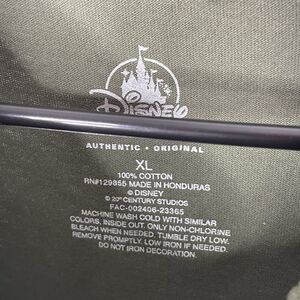 Disney
AUTHENTIC • ORIGINAL
XL
100% COTTON
RN#129855 MADE IN HONDURAS
© DISNEY
© 20TH CENTURY STUDIOS
FAC-002406-23365
MACHINE WASH COLD WITH SIMILAR
COLORS, INSIDE OUT. ONLY NON-CHLORINE
BLEACH WHEN NEEDED. TUMBLE DRY LOW.
REMOVE PROMPTLY. LOW IRON IF NEEDED.
DO NOT IRON DECORATION.